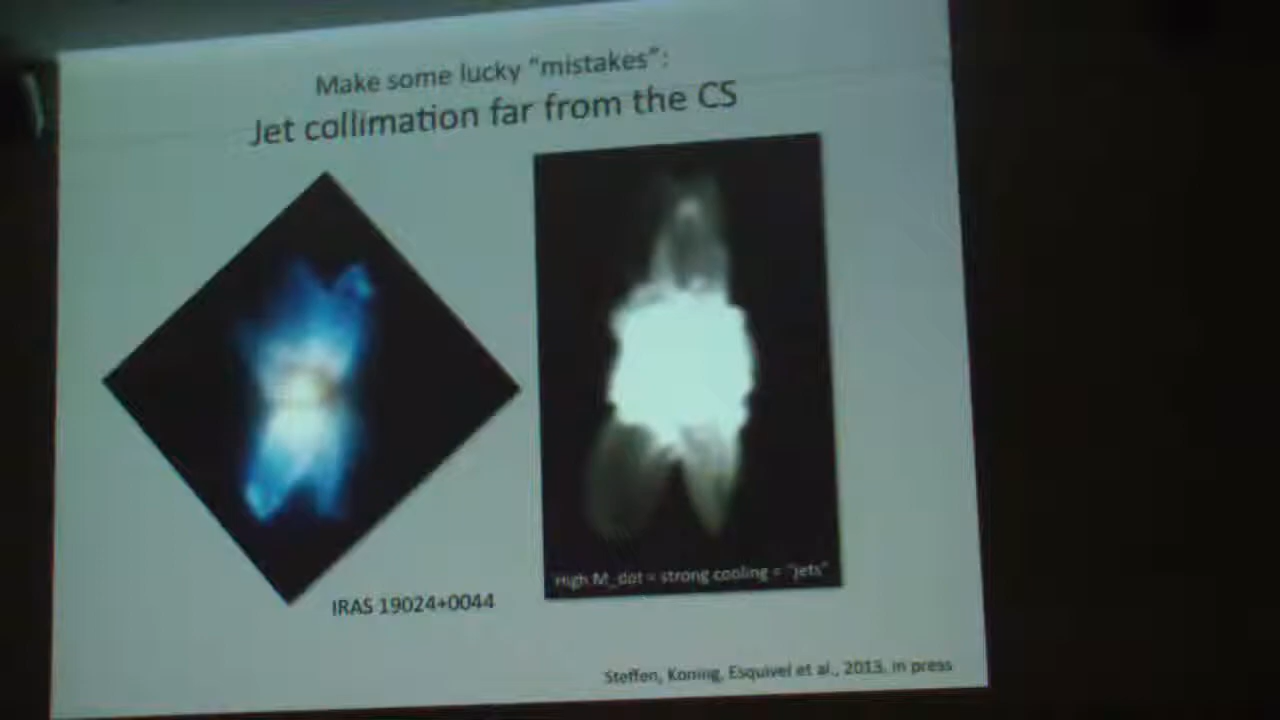 Make some lucky “mistakes”:
Jet collimation far from the CS
High M_dot = strong cooling = "jets"
IRAS 19024+0044
Steffen, Koning, Esquivel et al., 2013, in press